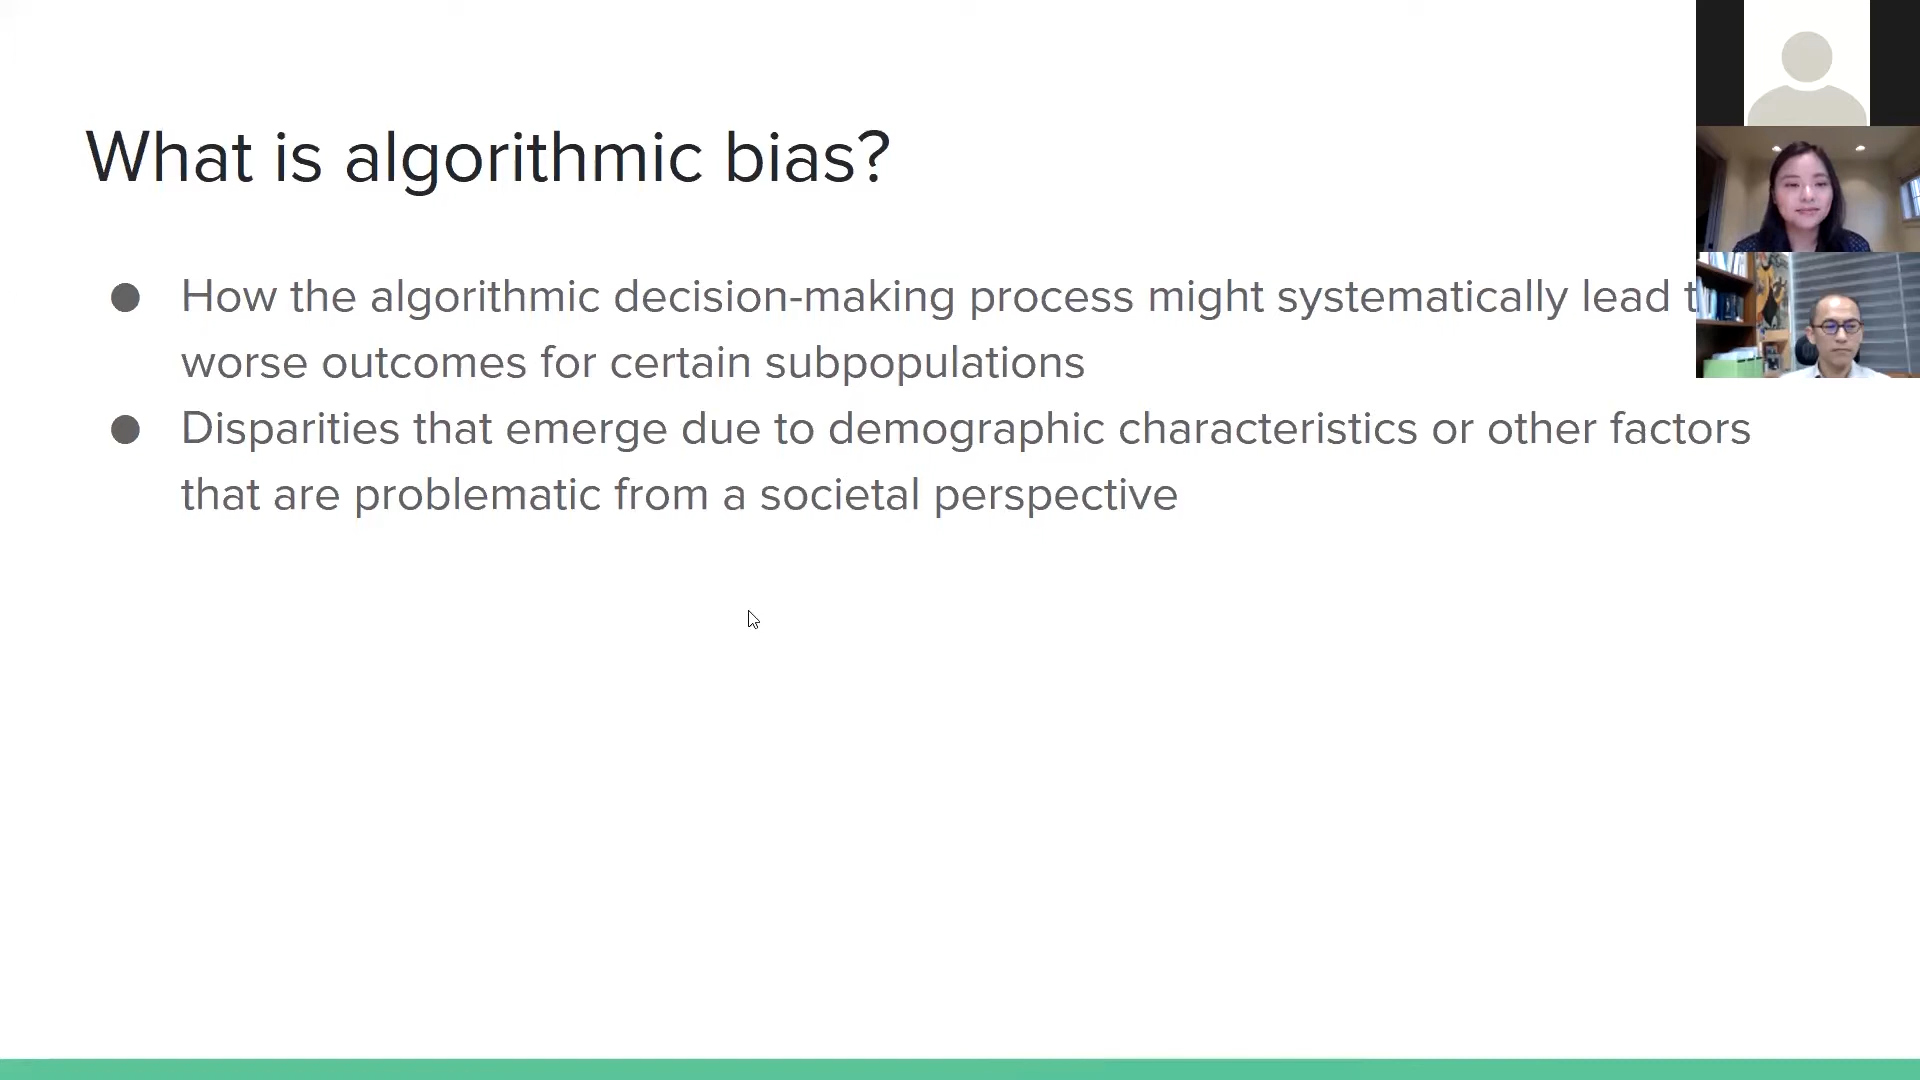 What is algorithmic bias?
● How the algorithmic decision-making process might systematically lead
worse outcomes for certain subpopulations
● Disparities that emerge due to demographic characteristics or other factors
that are problematic from a societal perspective